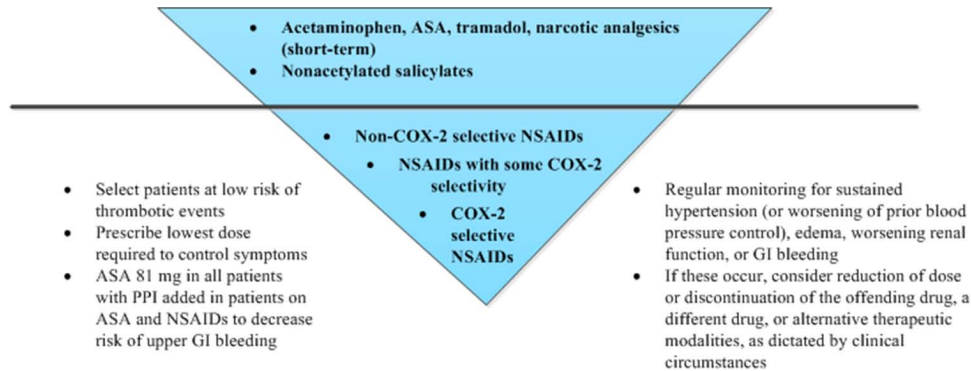 • Acetaminophen, ASA, tramadol, narcotic analgesics
(short-term)
• Nonacetylated salicylates
• Non-COX-2 selective NSAIDs
• NSAIDs with some COX-2
selectivity
• COX-2
selective
NSAIDs
• Select patients at low risk of
thrombotic events
• Prescribe lowest dose
required to control symptoms
• ASA 81 mg in all patients
with PPI added in patients on
ASA and NSAIDs to decrease
risk of upper GI bleeding
• Regular monitoring for sustained
hypertension (or worsening of prior blood
pressure control), edema, worsening renal
function, or GI bleeding
• If these occur, consider reduction of dose
or discontinuation of the offending drug, a
different drug, or alternative therapeutic
modalities, as dictated by clinical
circumstances